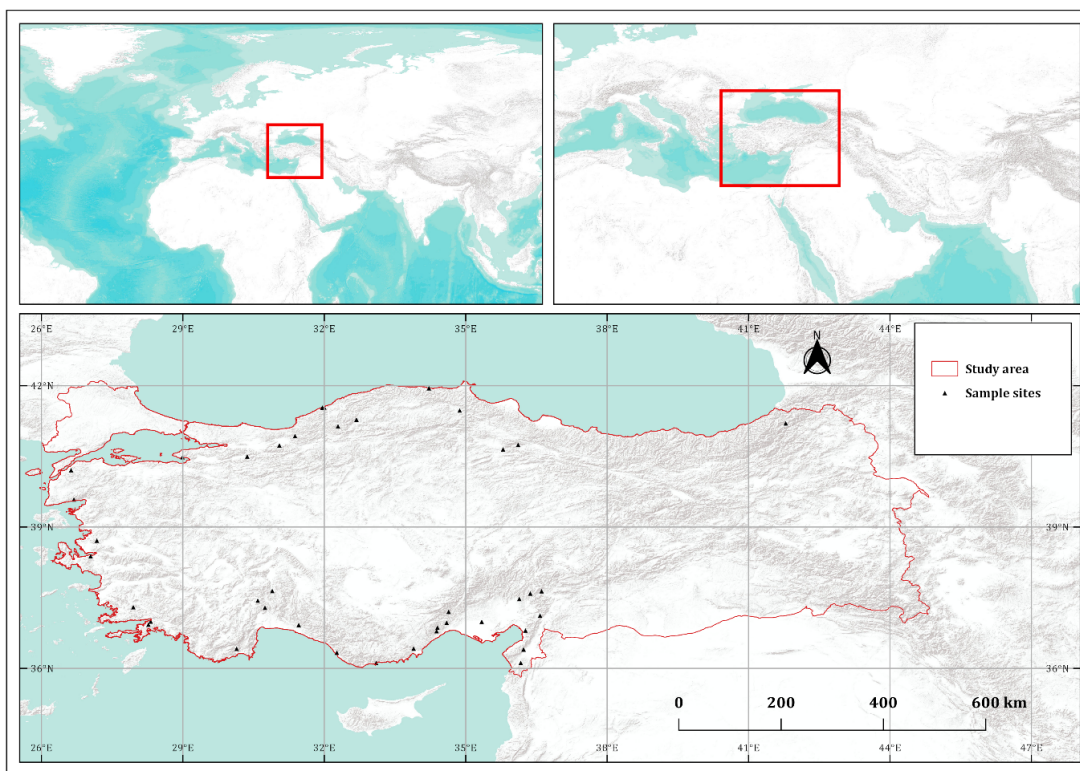 26°E 29°E 32°E 35°E 38°E 41°E 44°E
N
Study area
Sample sites
42°N
39°N 39°N
36°N 36°N
0 200 400 600 km
26°E 29°E 32°E 35°E 38°E 41°E 44°E 47°E